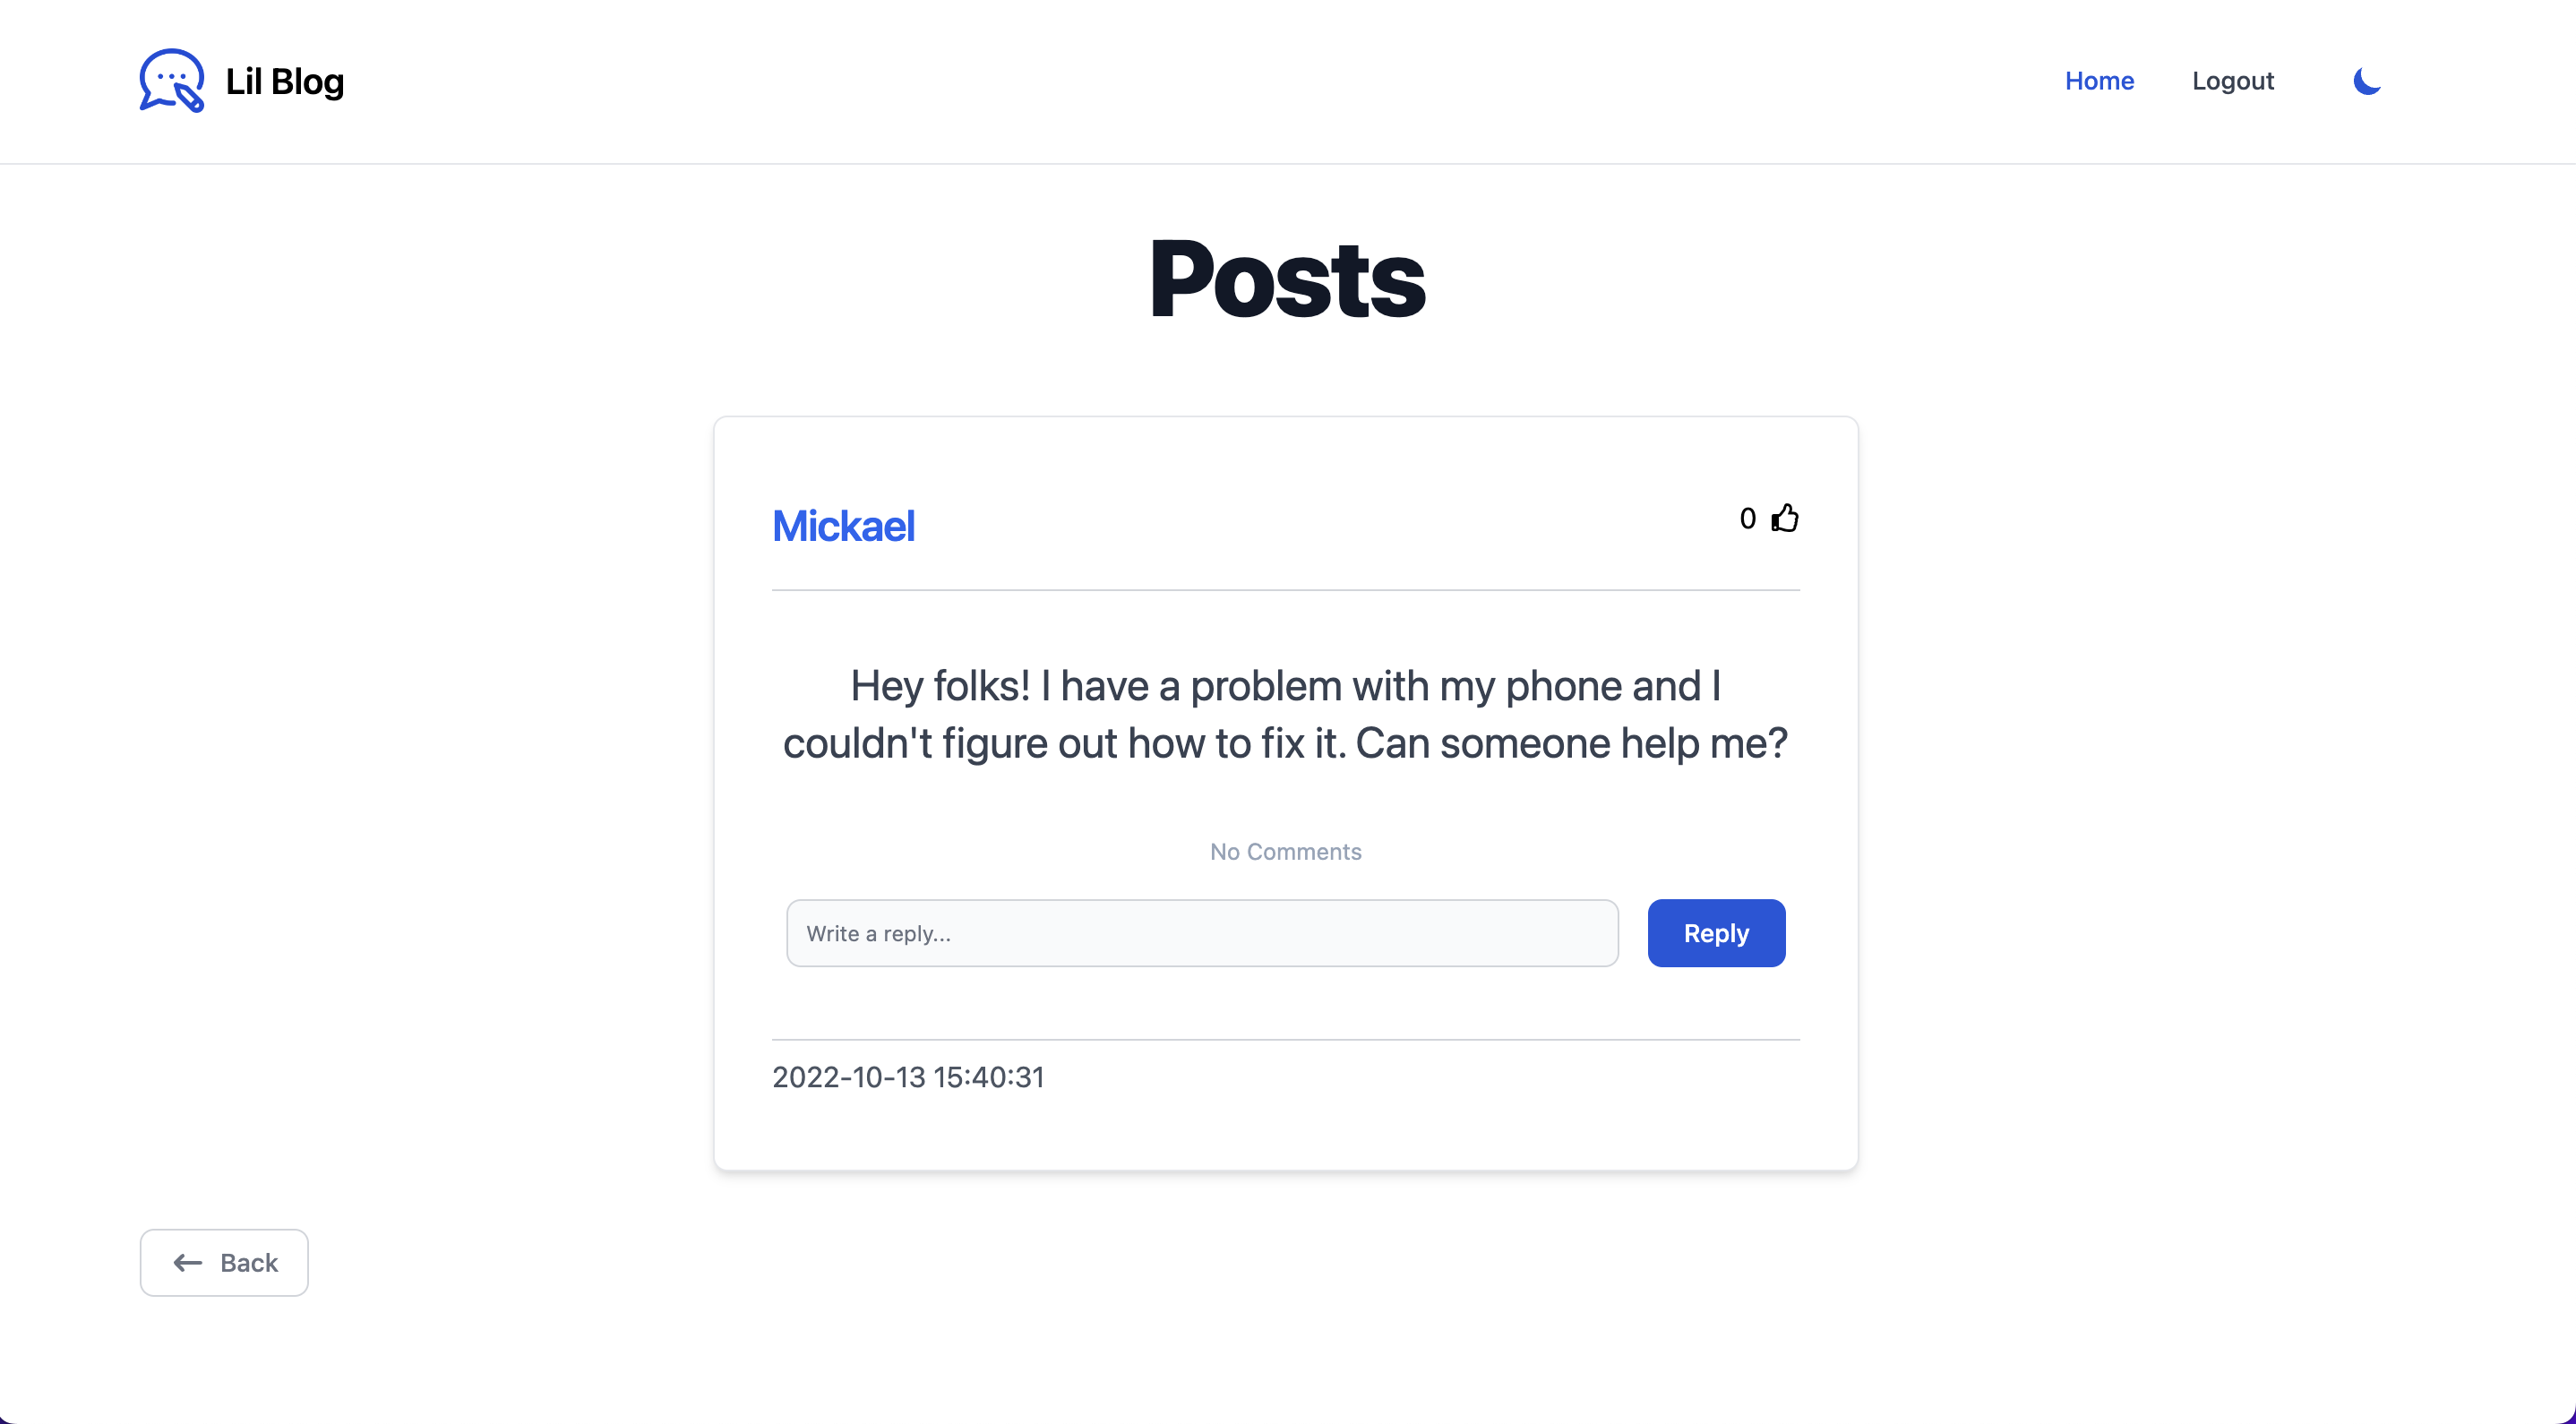 Lil Blog
Home
Logout
Posts
Mickael
0
Hey folks! I have a problem with my phone and I
couldn't figure out how to fix it. Can someone help me?
No Comments
Write a reply...
Reply
2022-10-13 15:40:31
Back